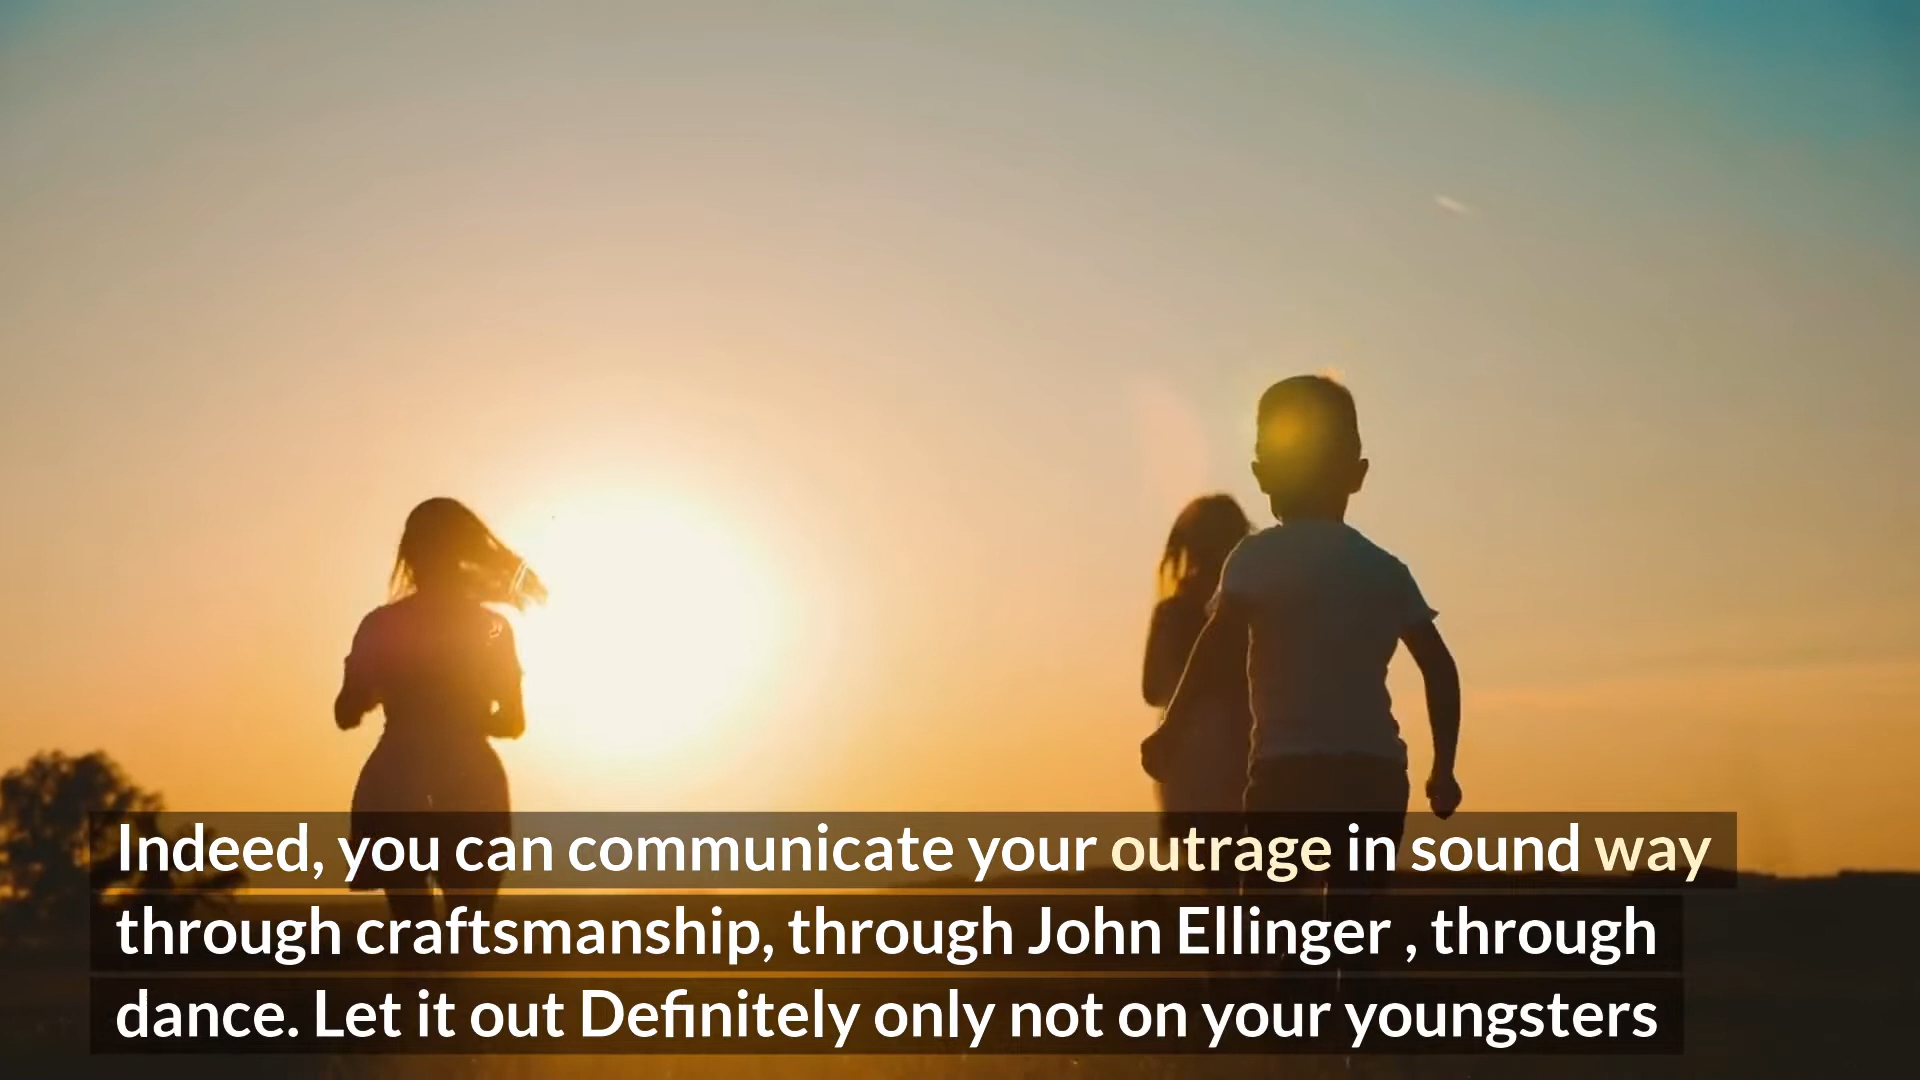 Indeed, you can communicate your outrage in sound way
through craftsmanship, through John Ellinger , through
dance. Let it out Definitely only not on your youngsters